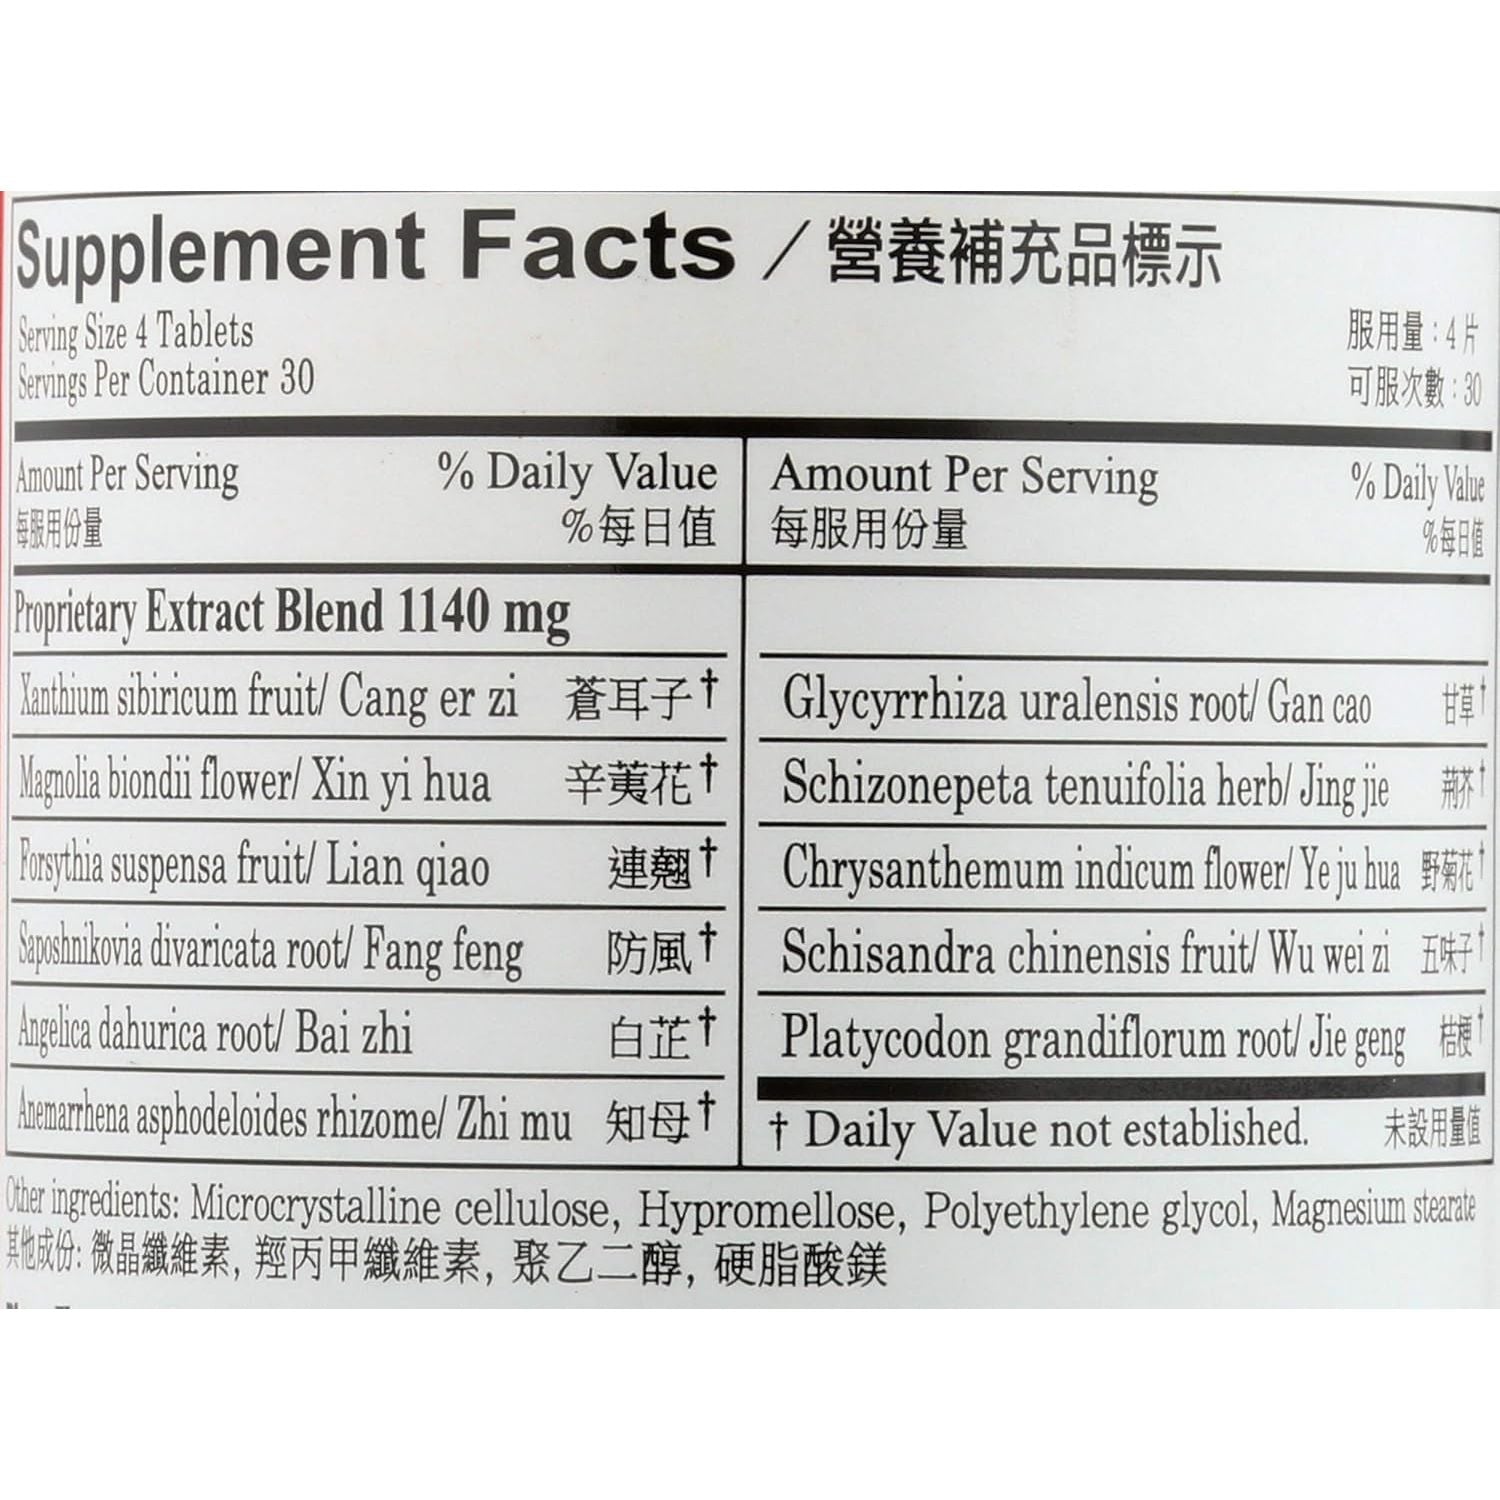 Supplement Facts / 營養補充品標示
Serving Size 4 Tablets 服用量：4片
Servings Per Container 30 可服次數：30
Amount Per Serving % Daily Value
每服用份量 %每日值
Proprietary Extract Blend 1140 mg
Xanthium sibiricum fruit/ Cang er zi 蒼耳子†
Magnolia biondii flower/ Xin yi hua 辛荑花†
Forsythia suspensa fruit/ Lian qiao 連翹†
Saposhnikovia divaricata root/ Fang feng 防風†
Angelica dahurica root/ Bai zhi 白芷†
Anemarrhena asphodeloides rhizome/ Zhi mu 知母†
Amount Per Serving % Daily Value
每服用份量 %每日值
Glycyrrhiza uralensis root/ Gan cao 甘草†
Schizonepeta tenuifolia herb/ Jing jie 荊芥†
Chrysanthemum indicum flower/ Ye ju hua 野菊花†
Schisandra chinensis fruit/ Wu wei zi 五味子†
Platycodon grandiflorum root/ Jie geng 桔梗†
† Daily Value not established. 未設用量值
Other ingredients: Microcrystalline cellulose, Hypromellose, Polyethylene glycol, Magnesium stearate
其他成份: 微晶纖維素, 羥丙甲纖維素, 聚乙二醇, 硬脂酸鎂